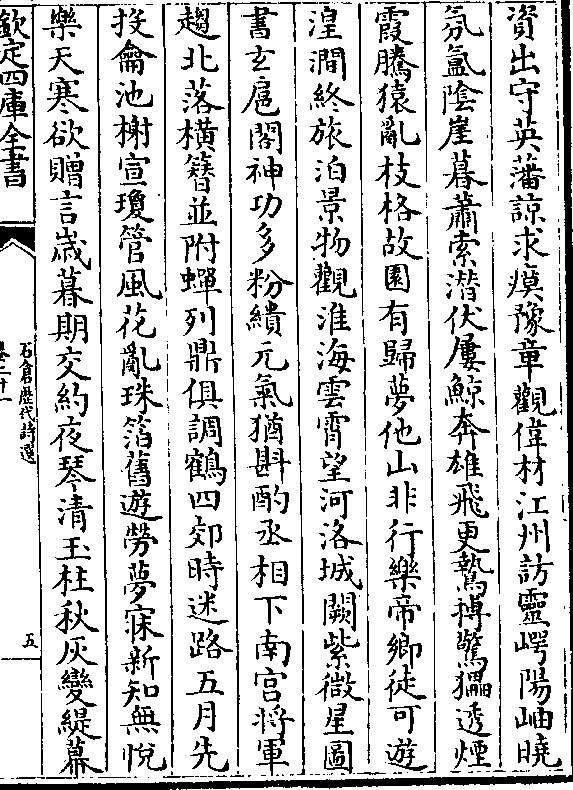 資出守英藩諒求瘼豫章觀偉材江州訪靈崿陽岫曉
氛氲陰崖暮蕭索潛伏屢鯨奔雄飛更鷙搏驚猵透煙
霞騰猿亂枝格故園有歸夢他山非行樂帝鄉徒可遊
湟澗終旅泊景物觀淮海雲霄望河洛城闕紫微星圖
書玄扈閣神功多粉繢元氣猶斟酌丞相下南宫將軍
趨北落橫簪並附蟬列鼎俱調鶴四郊時迷路五月先
投龠池榭宣瓊管風花亂珠箔舊遊勞夢寐新知無悅
樂天寒欲贈言嵗暮期交約夜琴清玉柱秋灰變緹幕
欽定四庫全書
石倉歷代詩選
卷二十一
五